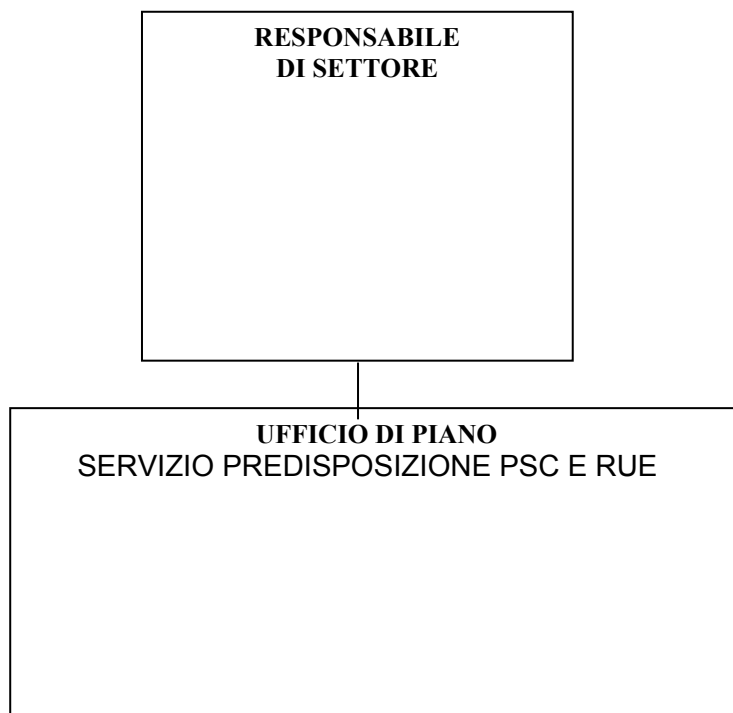 RESPONSABILE
DI SETTORE
UFFICIO DI PIANO
SERVIZIO PREDISPOSIZIONE PSC E RUE